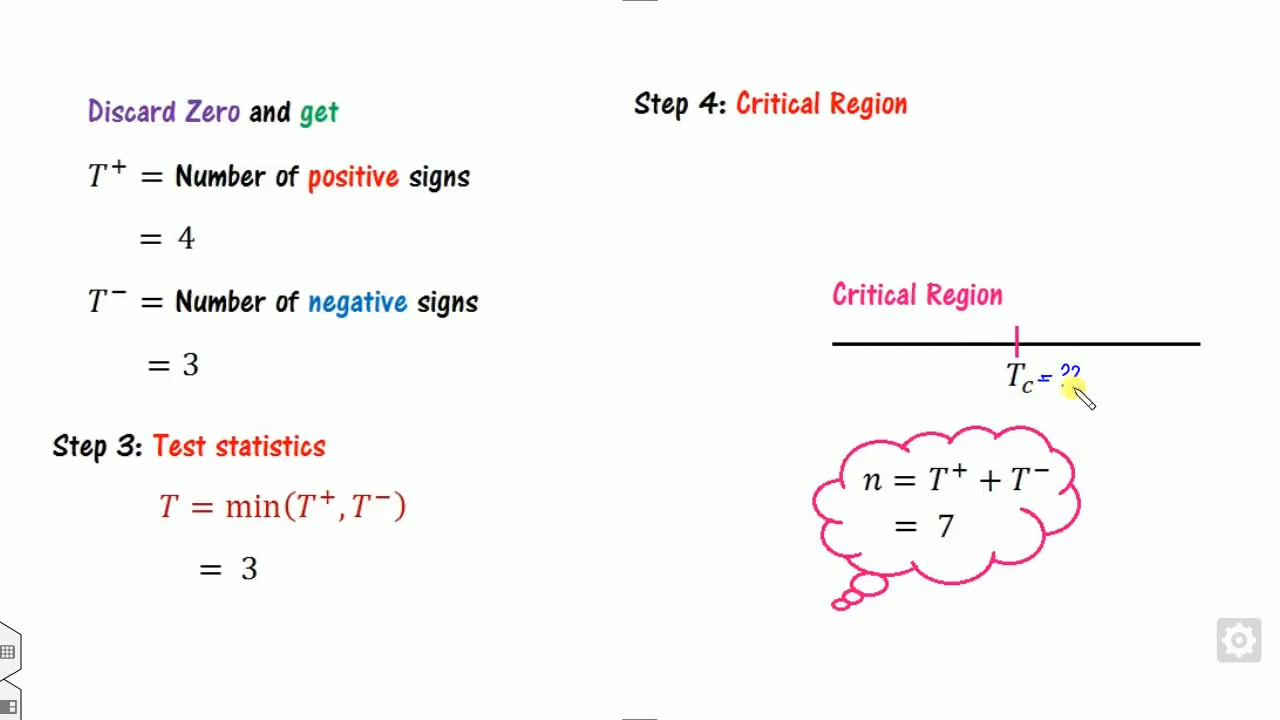 Discard Zero and get
T⁺ = Number of positive signs
= 4
T⁻ = Number of negative signs
= 3
Step 3: Test statistics
T = min(T⁺, T⁻)
= 3
Step 4: Critical Region
Critical Region
T_c = ??
n = T⁺ + T⁻
= 7